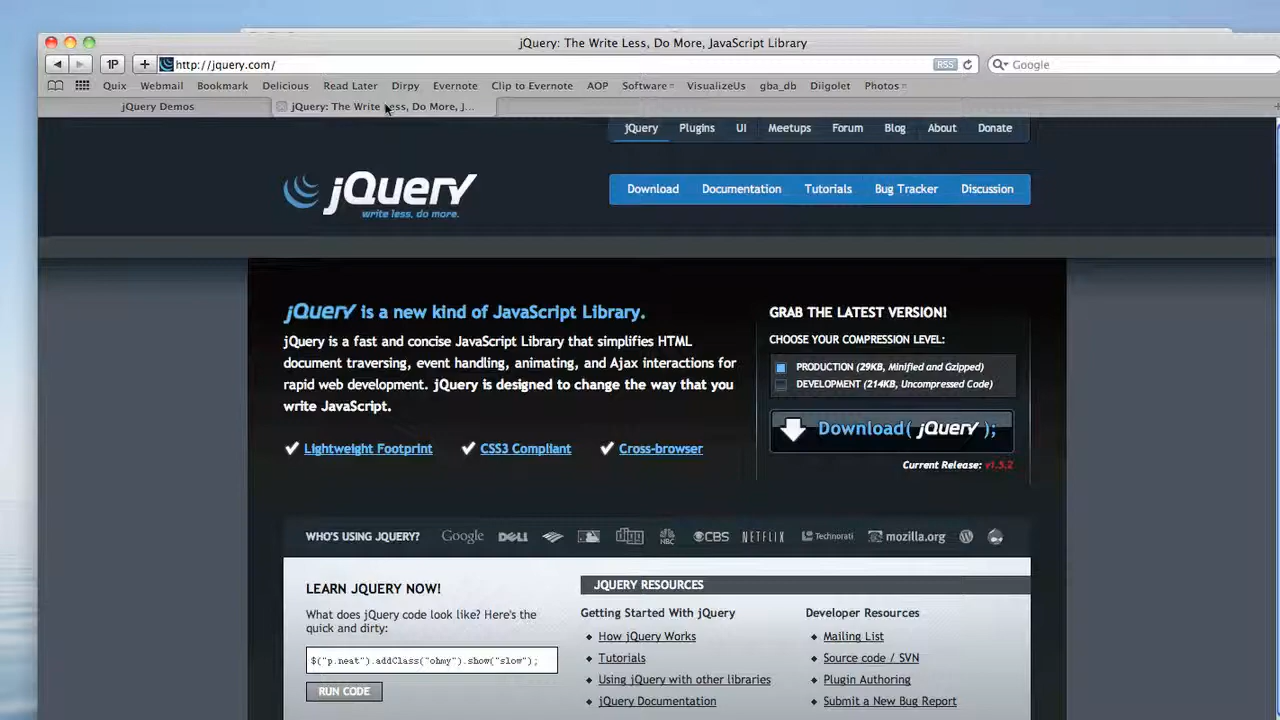 jQuery: The Write Less, Do More, JavaScript Library
1P
+
http://jquery.com/
RSS
Google
Quix Webmail Bookmark Delicious Read Later Dirpy Evernote Clip to Evernote AOP Software VisualizeUs gba_db Diigolet Photos
jQuery Demos
jQuery: The Write Less, Do More, J...
jQuery Plugins UI Meetups Forum Blog About Donate
jQuery
write less, do more.
Download Documentation Tutorials Bug Tracker Discussion
jQuery is a new kind of JavaScript Library.
jQuery is a fast and concise JavaScript Library that simplifies HTML
document traversing, event handling, animating, and Ajax interactions for
rapid web development. jQuery is designed to change the way that you
write JavaScript.
Lightweight Footprint CSS3 Compliant Cross-browser
GRAB THE LATEST VERSION!
CHOOSE YOUR COMPRESSION LEVEL:
PRODUCTION (29KB, Minified and Gzipped)
DEVELOPMENT (214KB, Uncompressed Code)
Download( jQuery );
Current Release: v1.5.2
WHO'S USING JQUERY? Google DELL NBC CBS NETFLIX Technorati mozilla.org
LEARN JQUERY NOW!
What does jQuery code look like? Here's the
quick and dirty:
$("p.neat").addClass("ohmy").show("slow");
RUN CODE
JQUERY RESOURCES
Getting Started With jQuery
How jQuery Works
Tutorials
Using jQuery with other libraries
jQuery Documentation
Developer Resources
Mailing List
Source code / SVN
Plugin Authoring
Submit a New Bug Report